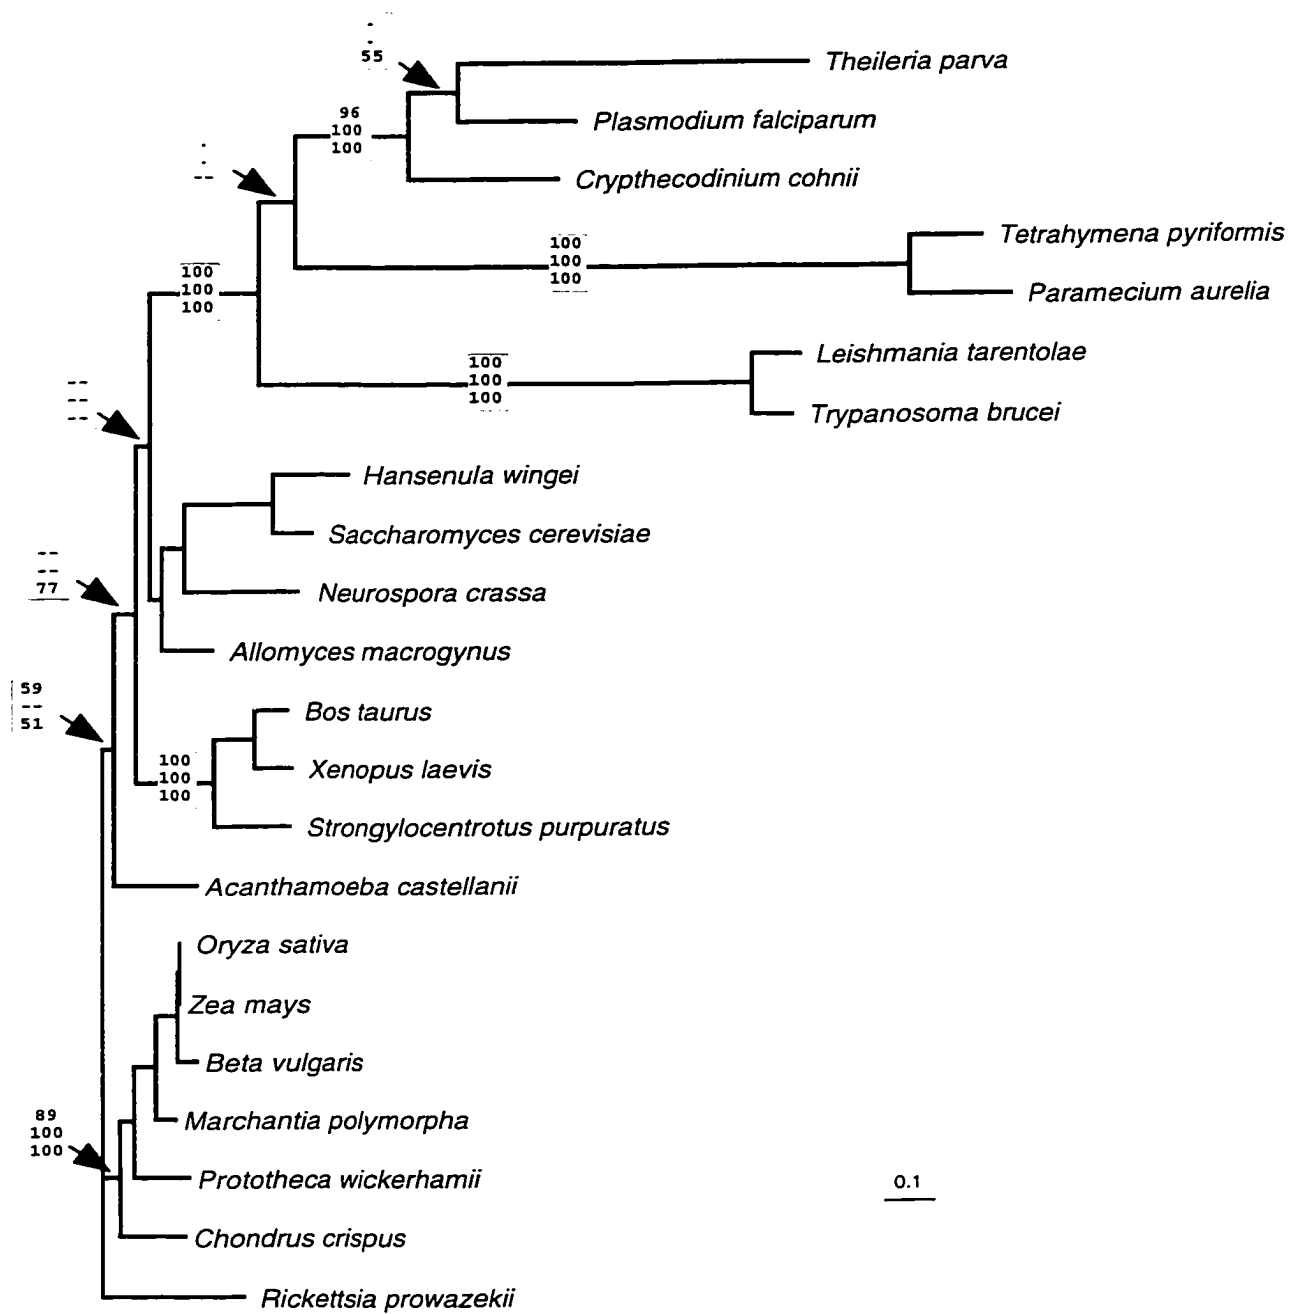 -
-
55
Theileria parva
96
100
100
Plasmodium falciparum
-
-
--
Crypthecodinium cohnii
100
100
100
Tetrahymena pyriformis
100
100
100
Paramecium aurelia
100
100
100
Leishmania tarentolae
--
--
--
Trypanosoma brucei
Hansenula wingei
Saccharomyces cerevisiae
--
--
77
Neurospora crassa
Allomyces macrogynus
59
--
51
Bos taurus
100
100
100
Xenopus laevis
Strongylocentrotus purpuratus
Acanthamoeba castellanii
Oryza sativa
Zea mays
Beta vulgaris
89
100
100
Marchantia polymorpha
Prototheca wickerhamii
0.1
Chondrus crispus
Rickettsia prowazekii